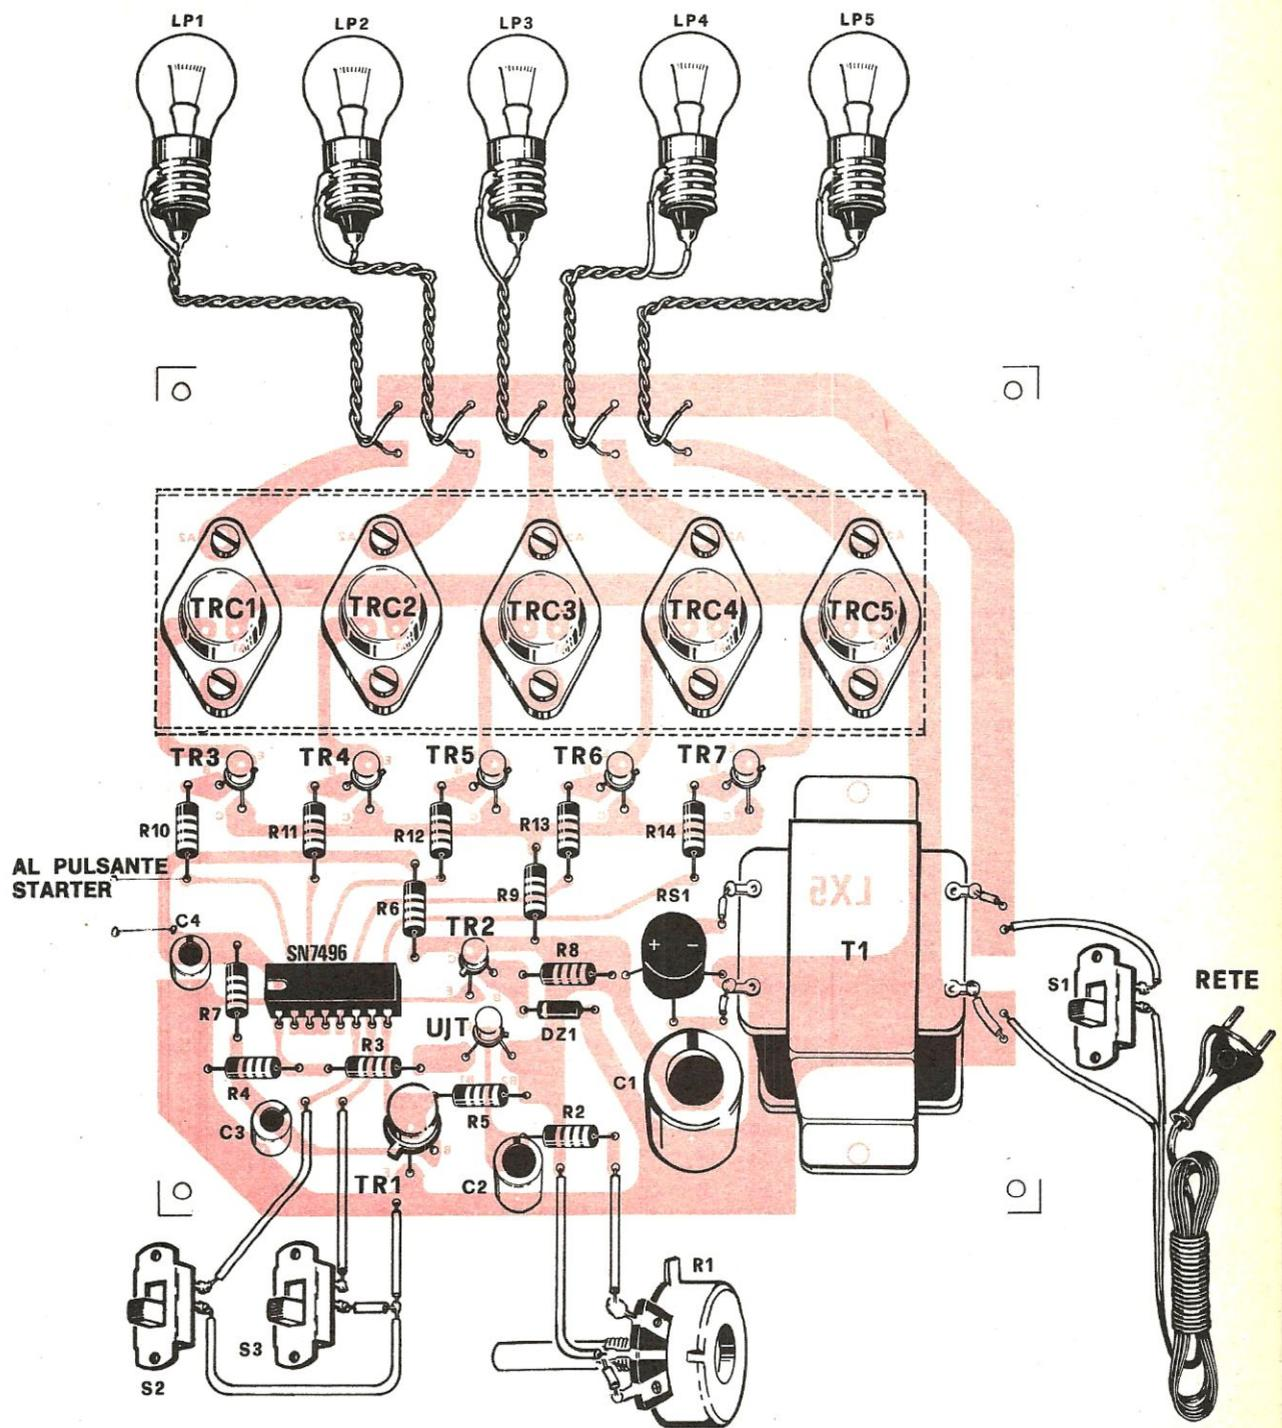 LP1
LP2
LP3
LP4
LP5
A2
TRC1
TRC2
TRC3
TRC4
TRC5
TR3
TR4
TR5
TR6
TR7
R10
R11
R12
R13
R14
AL PULSANTE
STARTER
R6
R9
RS1
C4
TR2
SN7496
R8
+ −
LX5
T1
S1
RETE
R7
UJT
DZ1
R3
R4
C1
R5
R2
C3
TR1
C2
R1
S3
S2